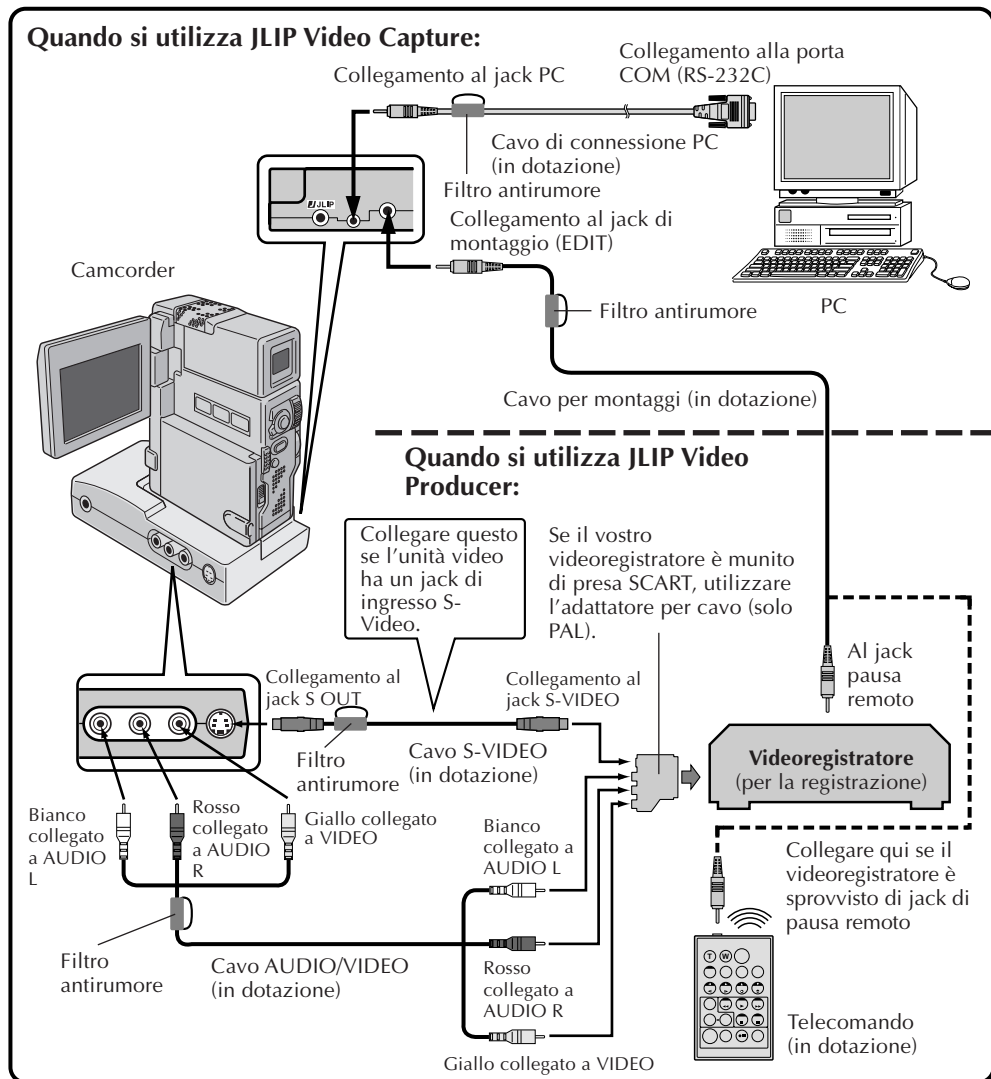 Quando si utilizza JLIP Video Capture:
Collegamento alla porta
COM (RS-232C)
Collegamento al jack PC
Cavo di connessione PC
(in dotazione)
Filtro antirumore
JLIP
Collegamento al jack di
montaggio (EDIT)
Camcorder
PC
Filtro antirumore
Cavo per montaggi (in dotazione)
Quando si utilizza JLIP Video
Producer:
Collegare questo
se l'unità video
ha un jack di
ingresso S-
Video.
Se il vostro
videoregistratore è munito
di presa SCART, utilizzare
l'adattatore per cavo (solo
PAL).
Al jack
pausa
remoto
Collegamento al
jack S OUT
Collegamento al
jack S-VIDEO
Filtro
antirumore
Cavo S-VIDEO
(in dotazione)
Videoregistratore
(per la registrazione)
Bianco
collegato
a AUDIO
L
Rosso
collegato
a AUDIO
R
Giallo collegato
a VIDEO
Bianco
collegato a
AUDIO L
Collegare qui se il
videoregistratore è
sprovvisto di jack di
pausa remoto
Filtro
antirumore
Cavo AUDIO/VIDEO
(in dotazione)
Rosso
collegato a
AUDIO R
Giallo collegato a VIDEO
T W
Telecomando
(in dotazione)